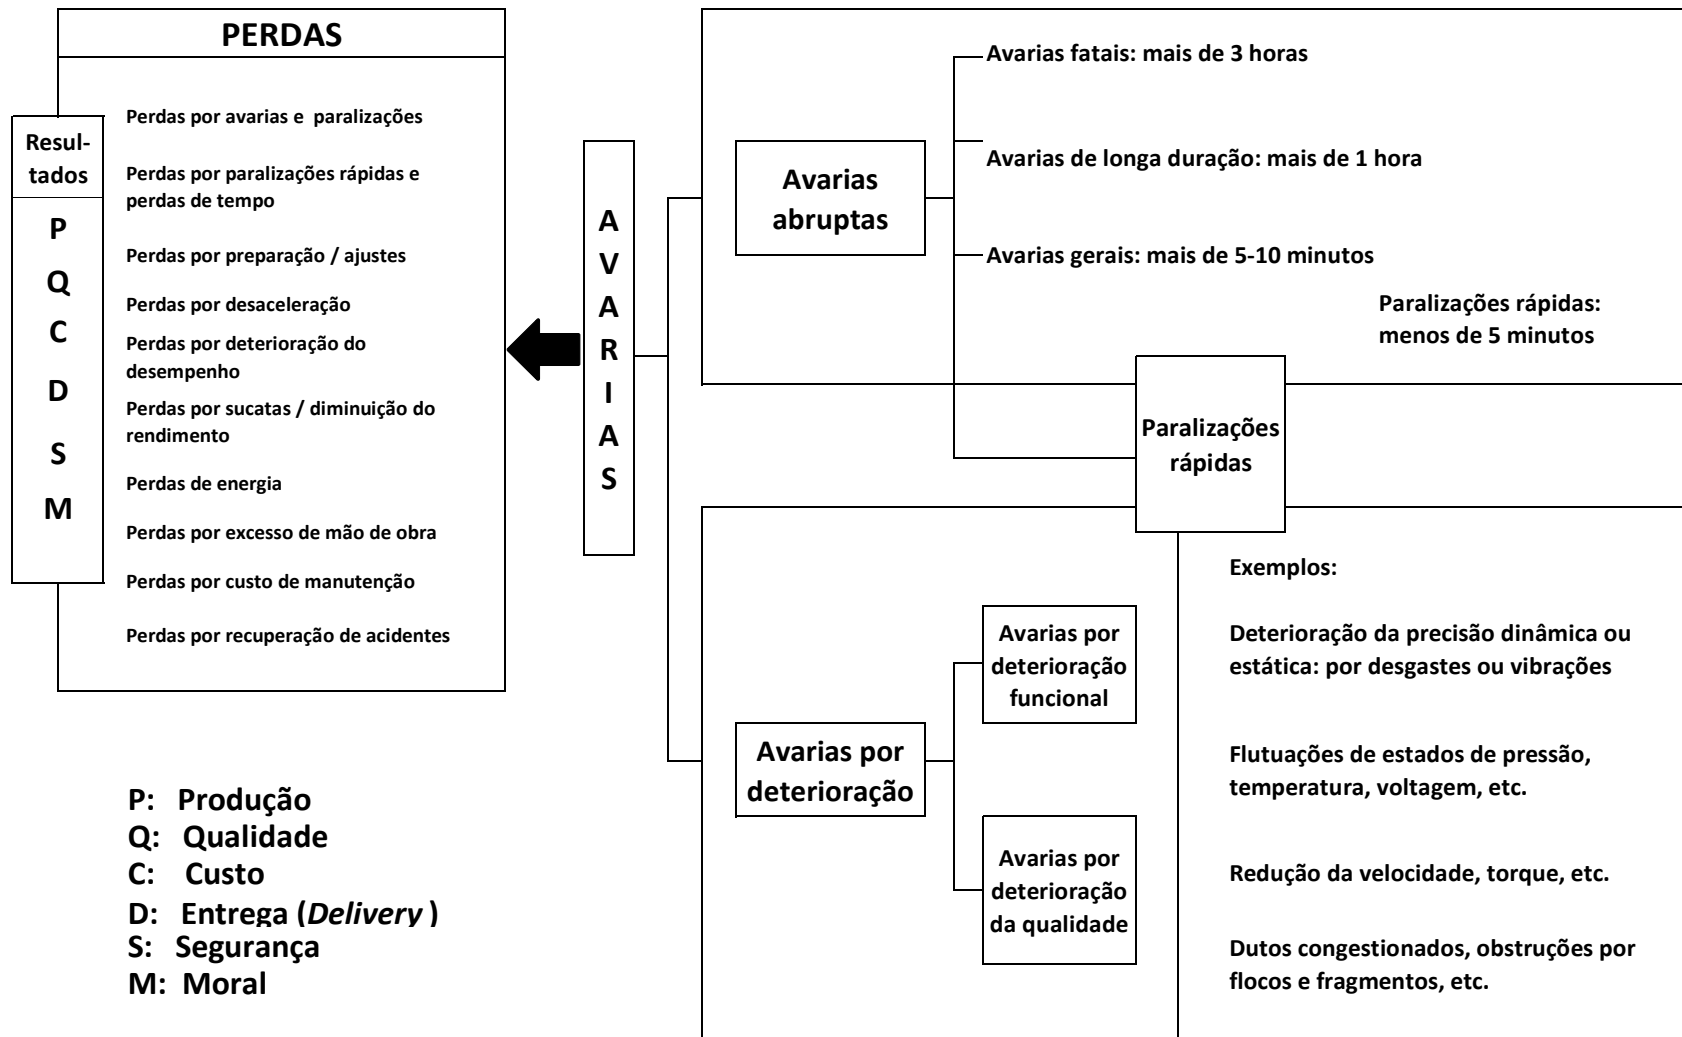 PERDAS
Resul-
tados
P
Q
C
D
S
M
Perdas por avarias e  paralizações
Perdas por paralizações rápidas e
perdas de tempo
Perdas por preparação / ajustes
Perdas por desaceleração
Perdas por deterioração do
desempenho
Perdas por sucatas / diminuição do
rendimento
Perdas de energia
Perdas por excesso de mão de obra
Perdas por custo de manutenção
Perdas por recuperação de acidentes
P: Produção
Q: Qualidade
C: Custo
D: Entrega (Delivery )
S: Segurança
M: Moral
A
V
A
R
I
A
S
Avarias
abruptas
Avarias fatais: mais de 3 horas
Avarias de longa duração: mais de 1 hora
Avarias gerais: mais de 5-10 minutos
Paralizações rápidas:
menos de 5 minutos
Paralizações
rápidas
Avarias por
deterioração
Avarias por
deterioração
funcional
Avarias por
deterioração
da qualidade
Exemplos:
Deterioração da precisão dinâmica ou
estática: por desgastes ou vibrações
Flutuações de estados de pressão,
temperatura, voltagem, etc.
Redução da velocidade, torque, etc.
Dutos congestionados, obstruções por
flocos e fragmentos, etc.